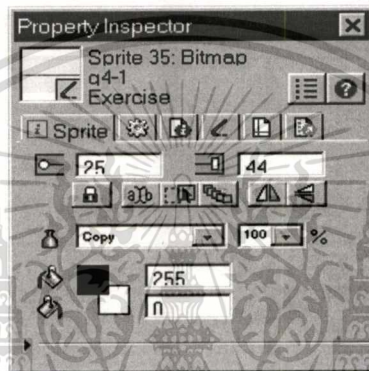 Property Inspector
Sprite 35: Bitmap
q4-1
Exercise
Sprite
25 44
Copy 100 %
255
0